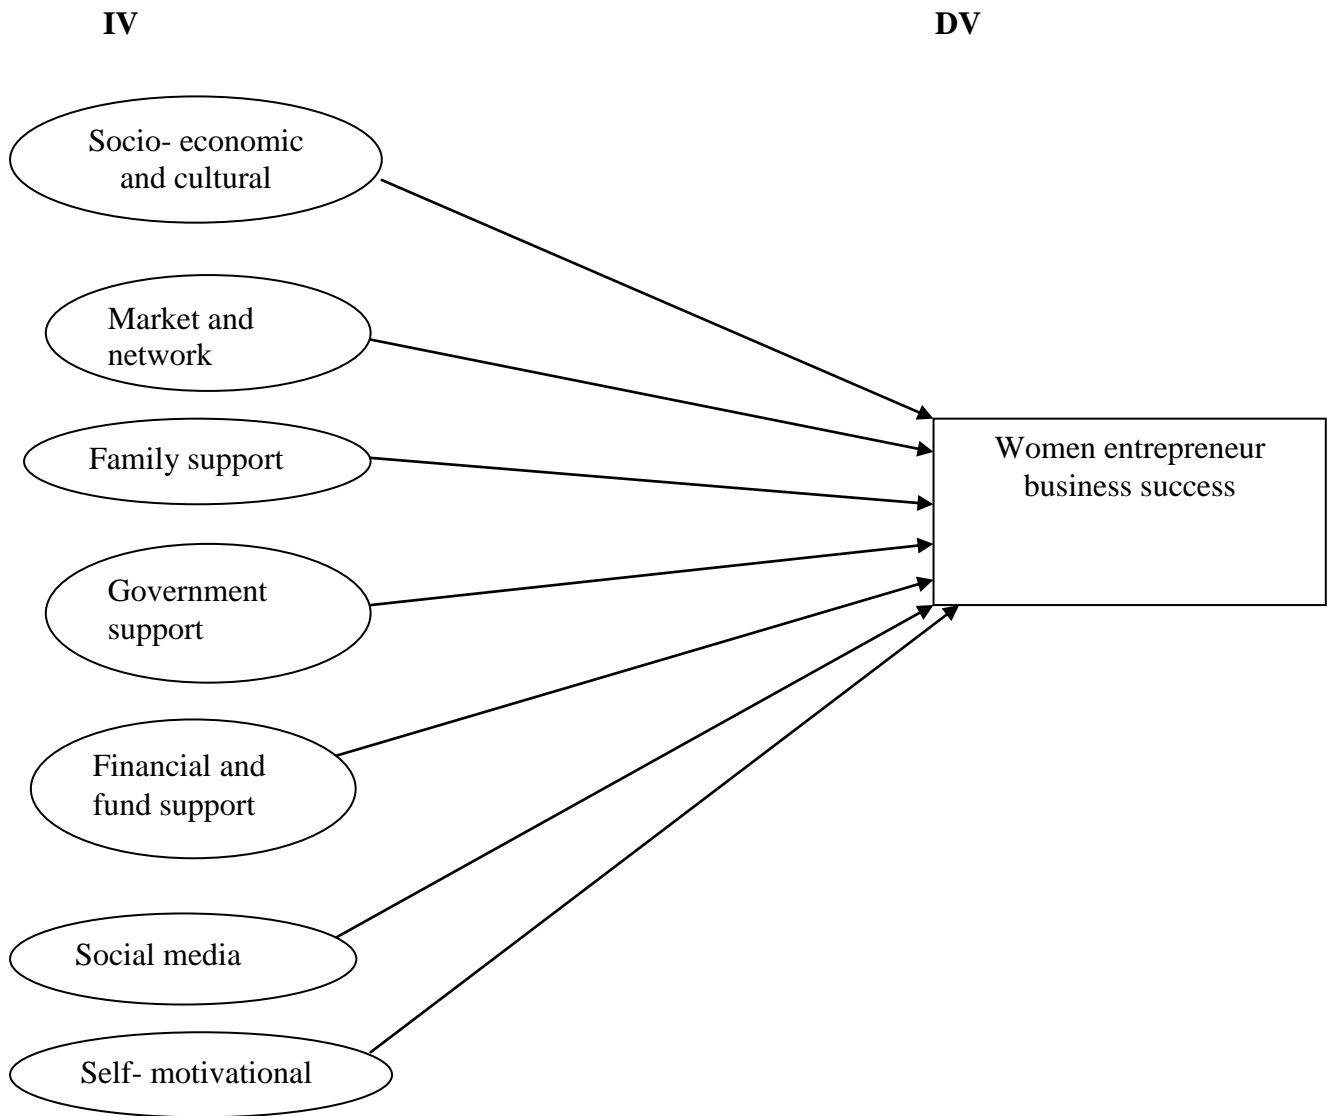 IV
DV
Socio- economic
and cultural
Market and
network
Family support
Government
support
Financial and
fund support
Social media
Self- motivational
Women entrepreneur
business success